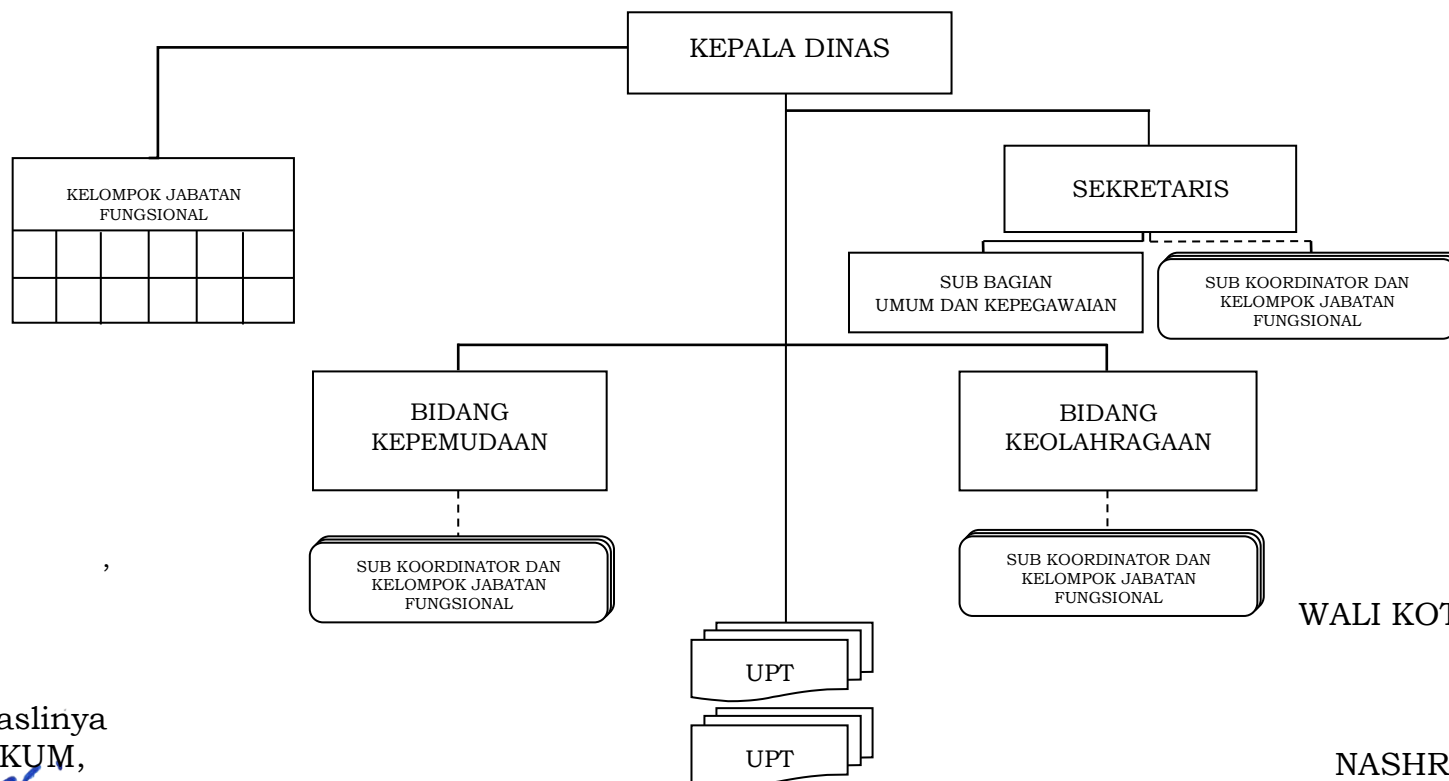 KEPALA DINAS
KELOMPOK JABATAN
FUNGSIONAL
SEKRETARIS
SUB BAGIAN
UMUM DAN KEPEGAWAIAN
SUB KOORDINATOR DAN
KELOMPOK JABATAN
FUNGSIONAL
BIDANG
KEPEMUDAAN
BIDANG
KEOLAHRAGAAN
SUB KOORDINATOR DAN
KELOMPOK JABATAN
FUNGSIONAL
SUB KOORDINATOR DAN
KELOMPOK JABATAN
FUNGSIONAL
,
WALI KOT
UPT
aslinya
KUM,
UPT
NASHR